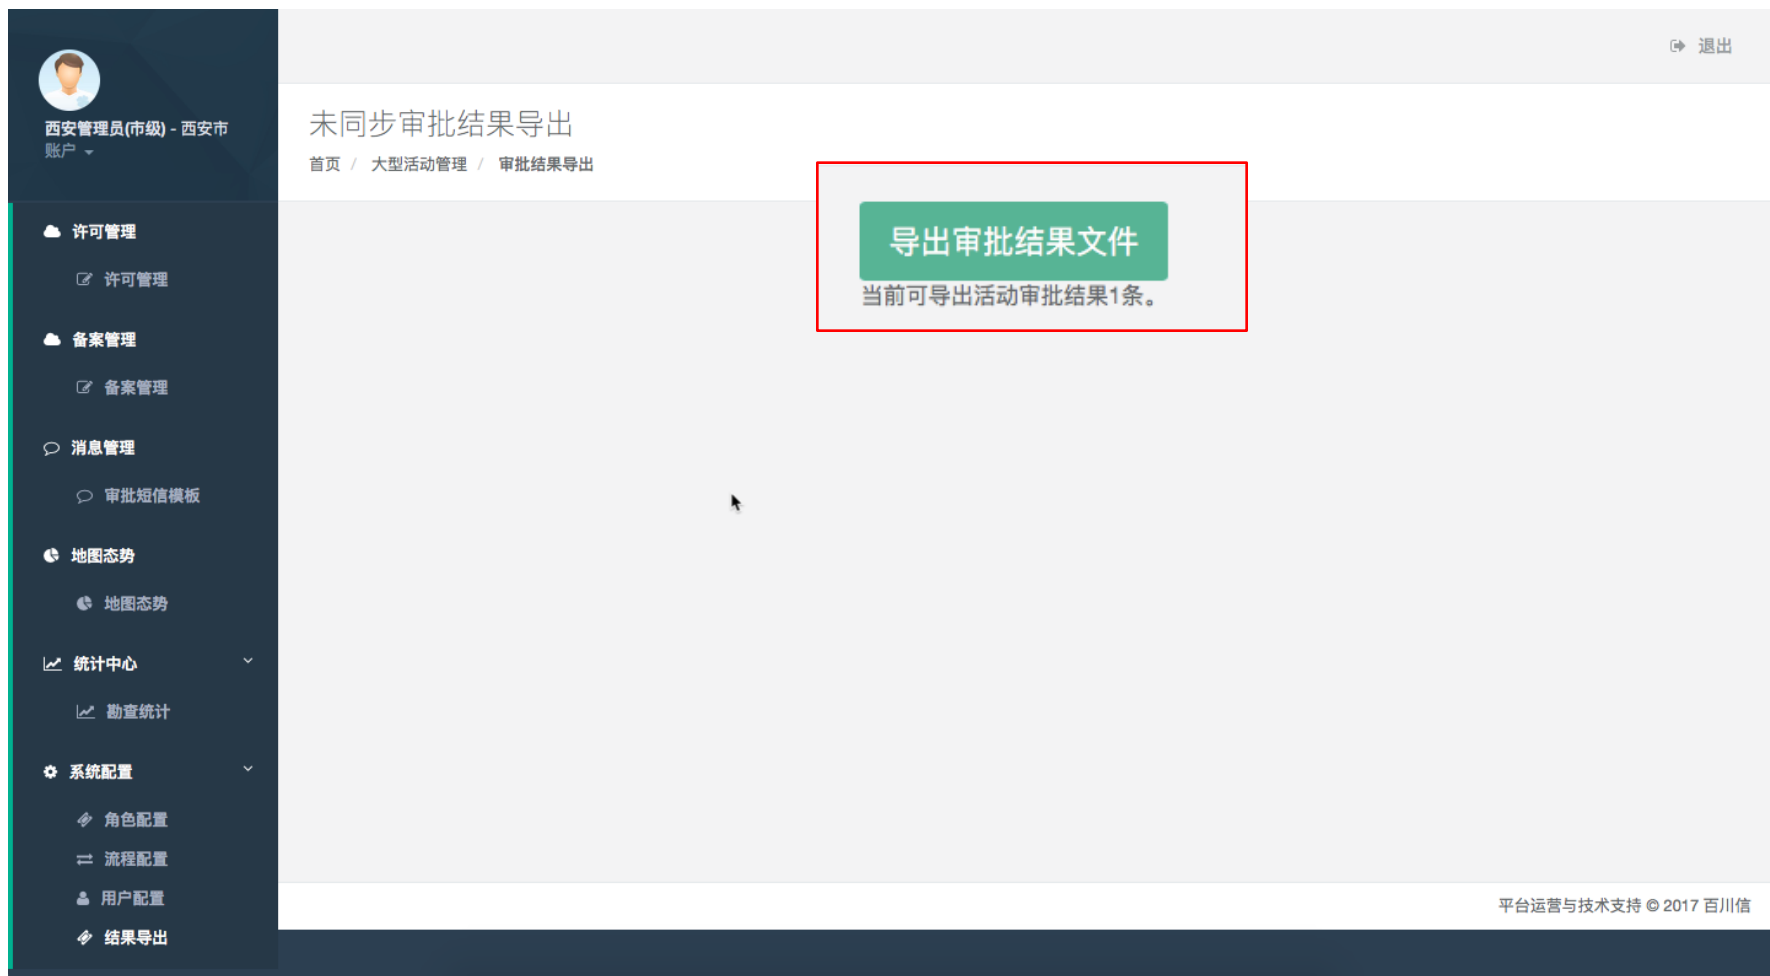 退出
西安管理员(市级) - 西安市
账户
未同步审批结果导出
首页 / 大型活动管理 / 审批结果导出
导出审批结果文件
当前可导出活动审批结果1条。
许可管理
许可管理
备案管理
备案管理
消息管理
审批短信模板
地图态势
地图态势
统计中心
勘查统计
系统配置
角色配置
流程配置
用户配置
结果导出
平台运营与技术支持 © 2017 百川信